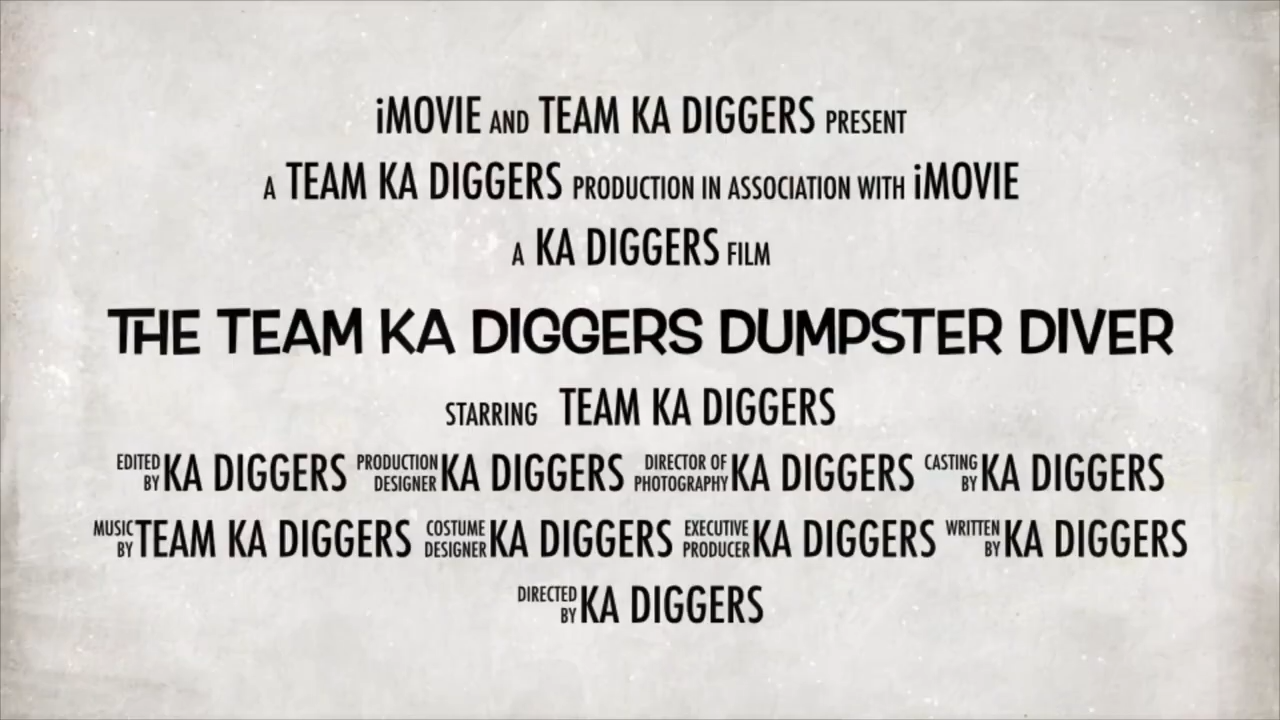 iMOVIE AND TEAM KA DIGGERS PRESENT
A TEAM KA DIGGERS PRODUCTION IN ASSOCIATION WITH iMOVIE
A KA DIGGERS FILM
THE TEAM KA DIGGERS DUMPSTER DIVER
STARRING TEAM KA DIGGERS
EDITED BY KA DIGGERS PRODUCTION DESIGNER KA DIGGERS DIRECTOR OF PHOTOGRAPHY KA DIGGERS CASTING BY KA DIGGERS
MUSIC BY TEAM KA DIGGERS COSTUME DESIGNER KA DIGGERS EXECUTIVE PRODUCER KA DIGGERS WRITTEN BY KA DIGGERS
DIRECTED BY KA DIGGERS